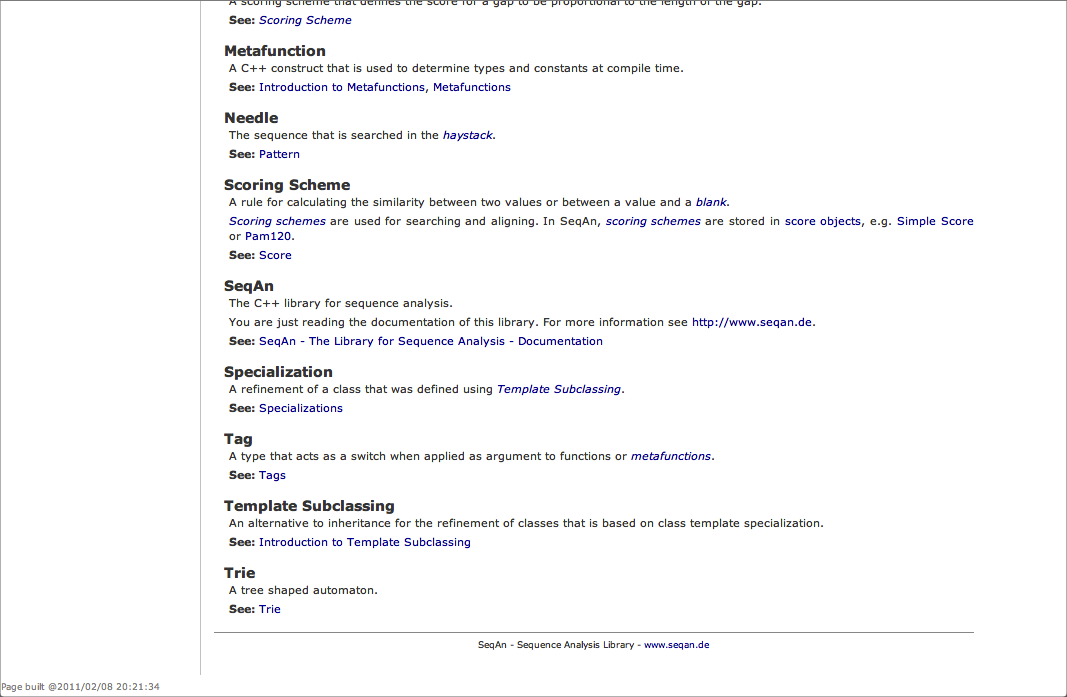 A scoring scheme that defines the score for a gap to be proportional to the length of the gap.
See: Scoring Scheme
Metafunction
A C++ construct that is used to determine types and constants at compile time.
See: Introduction to Metafunctions, Metafunctions
Needle
The sequence that is searched in the haystack.
See: Pattern
Scoring Scheme
A rule for calculating the similarity between two values or between a value and a blank.
Scoring schemes are used for searching and aligning. In SeqAn, scoring schemes are stored in score objects, e.g. Simple Score
or Pam120.
See: Score
SeqAn
The C++ library for sequence analysis.
You are just reading the documentation of this library. For more information see http://www.seqan.de.
See: SeqAn - The Library for Sequence Analysis - Documentation
Specialization
A refinement of a class that was defined using Template Subclassing.
See: Specializations
Tag
A type that acts as a switch when applied as argument to functions or metafunctions.
See: Tags
Template Subclassing
An alternative to inheritance for the refinement of classes that is based on class template specialization.
See: Introduction to Template Subclassing
Trie
A tree shaped automaton.
See: Trie
SeqAn - Sequence Analysis Library - www.seqan.de
Page built @2011/02/08 20:21:34